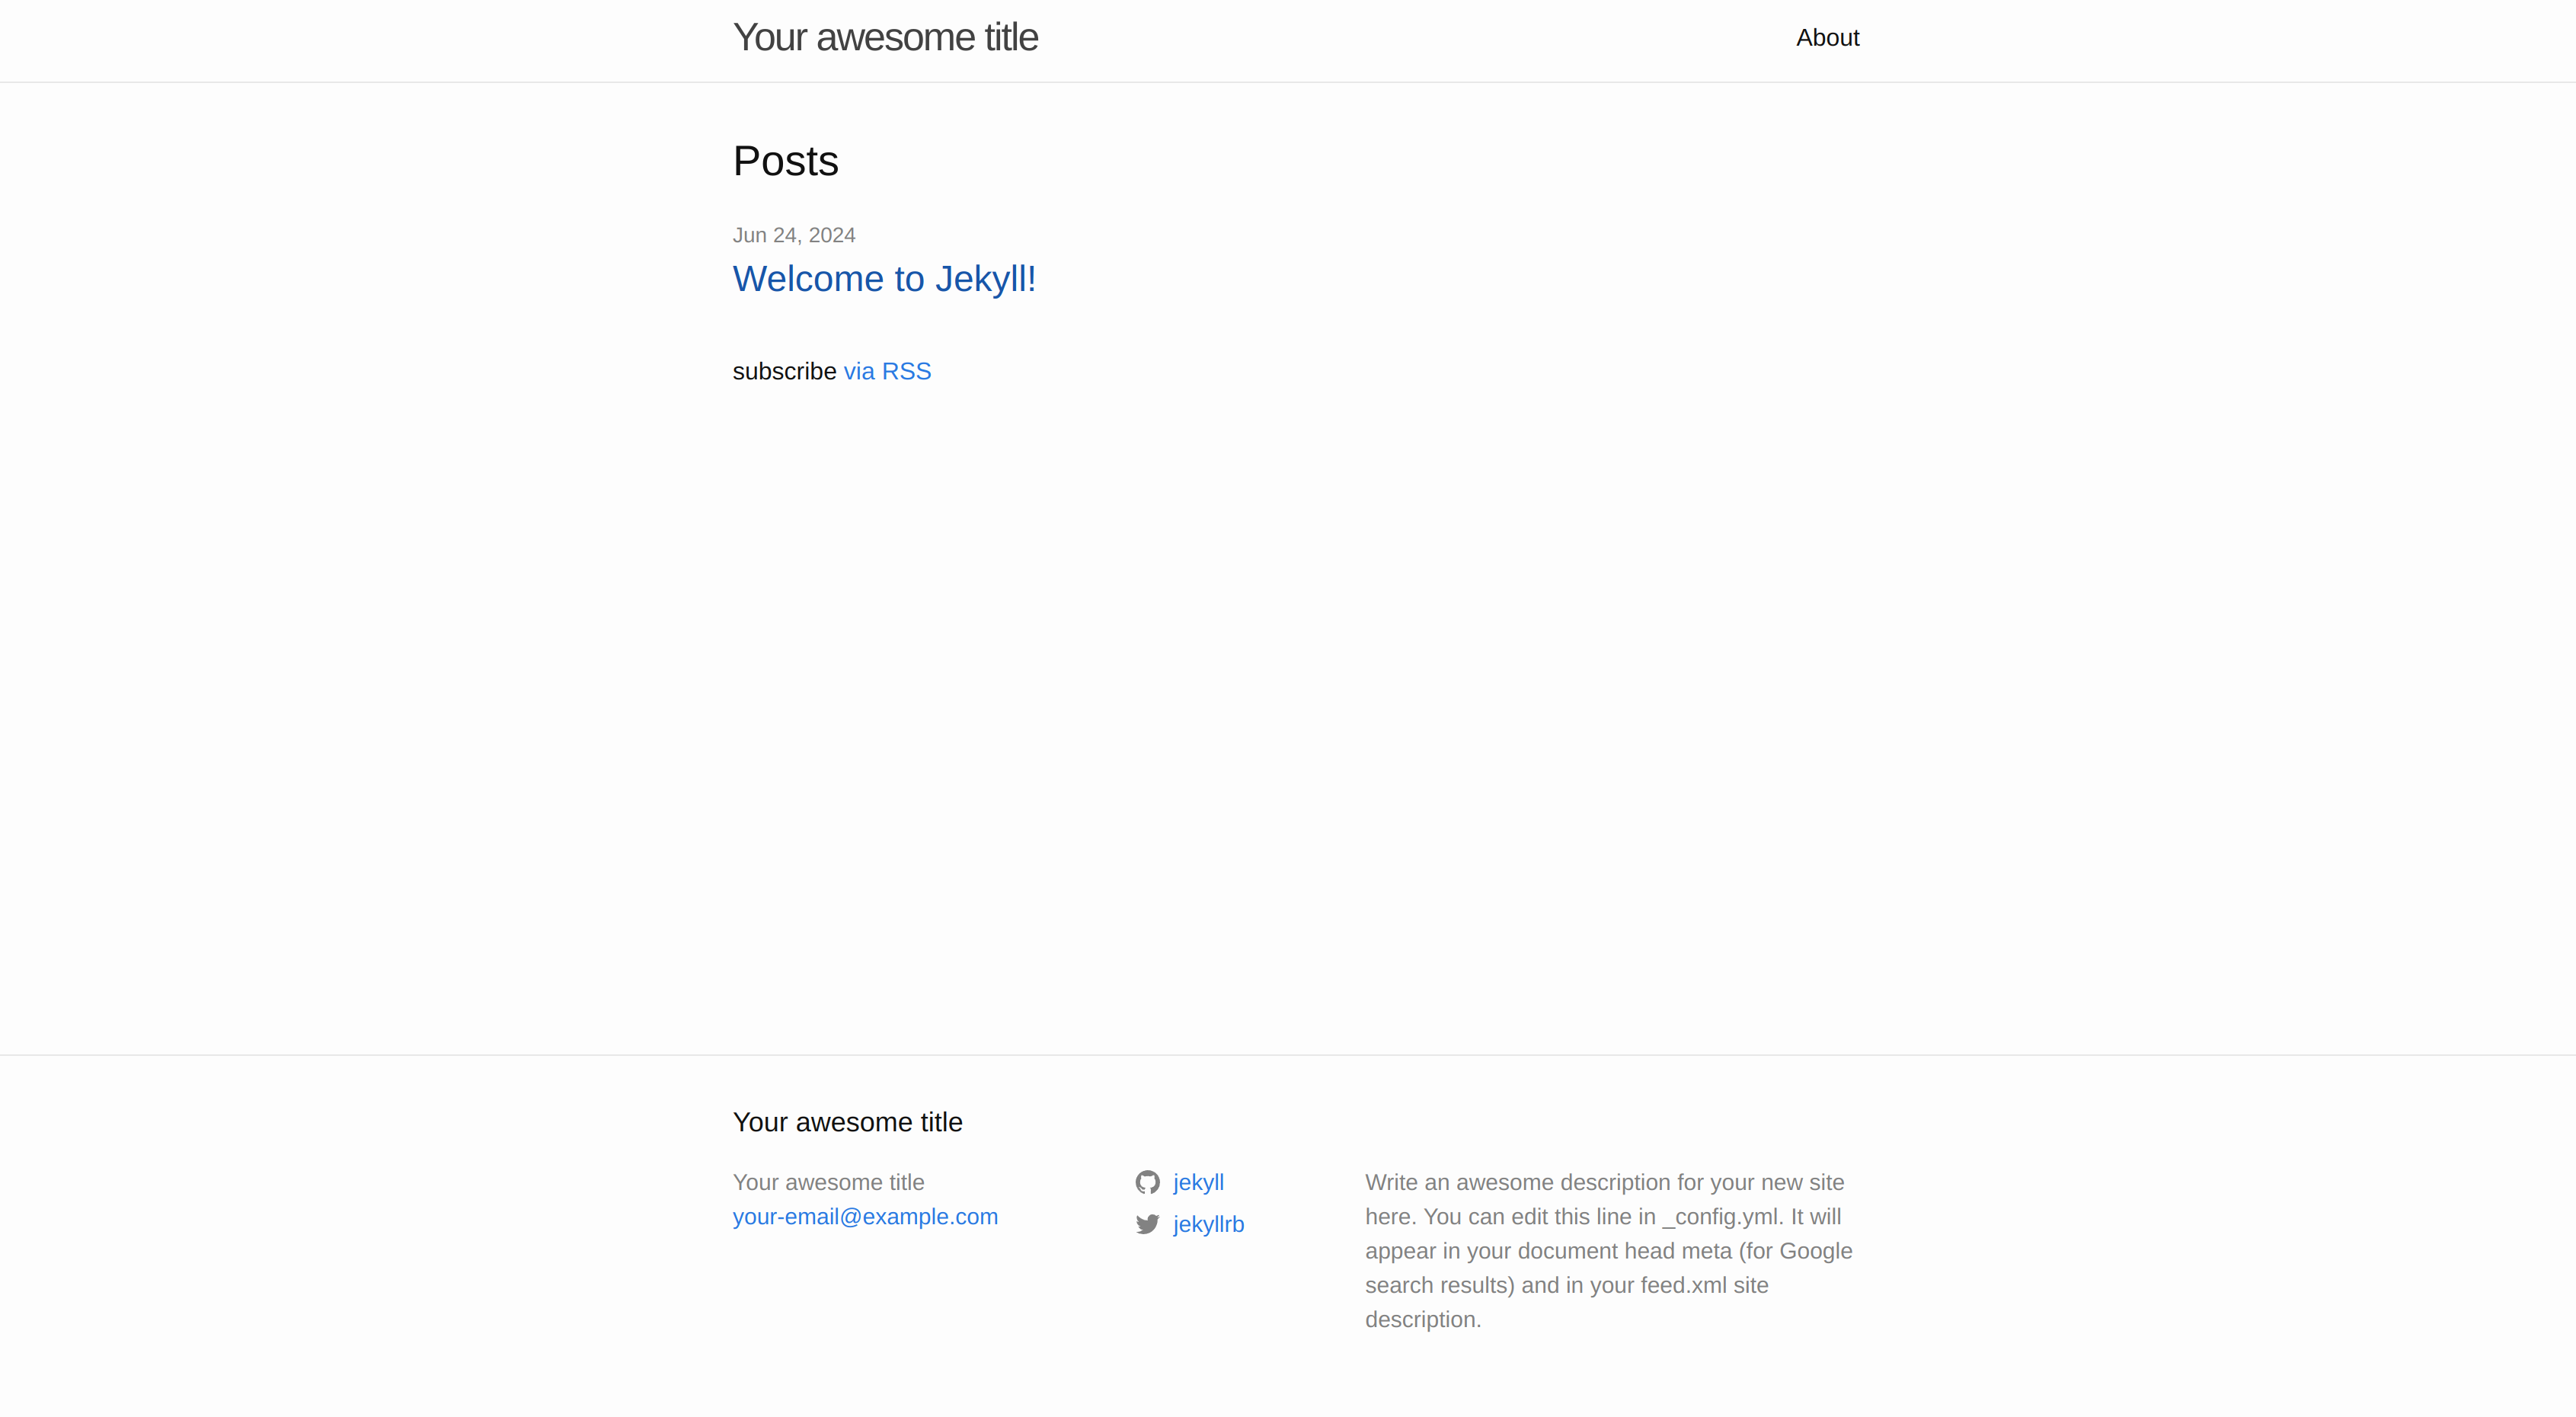 Your awesome title
About
Posts
Jun 24, 2024
Welcome to Jekyll!
subscribe via RSS
Your awesome title
Your awesome title
your-email@example.com
jekyll
jekyllrb
Write an awesome description for your new site
here. You can edit this line in _config.yml. It will
appear in your document head meta (for Google
search results) and in your feed.xml site
description.